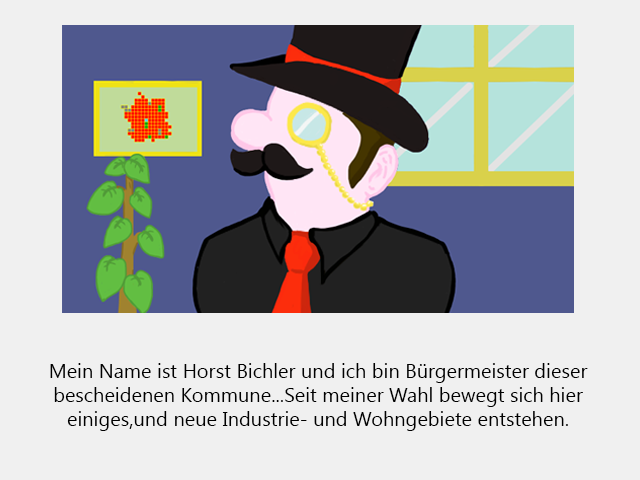 Mein Name ist Horst Bichler und ich bin Bürgermeister dieser
bescheidenen Kommune...Seit meiner Wahl bewegt sich hier
einiges,und neue Industrie- und Wohngebiete entstehen.